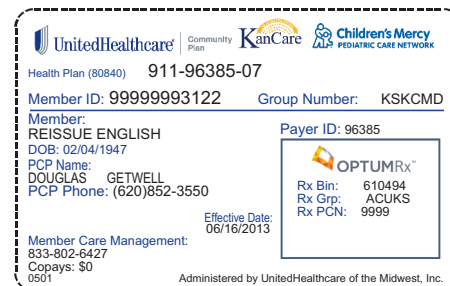 UnitedHealthcare® Community Plan KanCare Children's Mercy PEDIATRIC CARE NETWORK
Health Plan (80840) 911-96385-07
Member ID: 99999993122 Group Number: KSKCMD
Member:
REISSUE ENGLISH
DOB: 02/04/1947
PCP Name:
DOUGLAS GETWELL
PCP Phone: (620)852-3550
Payer ID: 96385
OPTUMRx™
Rx Bin: 610494
Rx Grp: ACUKS
Rx PCN: 9999
Effective Date:
06/16/2013
Member Care Management:
833-802-6427
Copays: $0
0501 Administered by UnitedHealthcare of the Midwest, Inc.